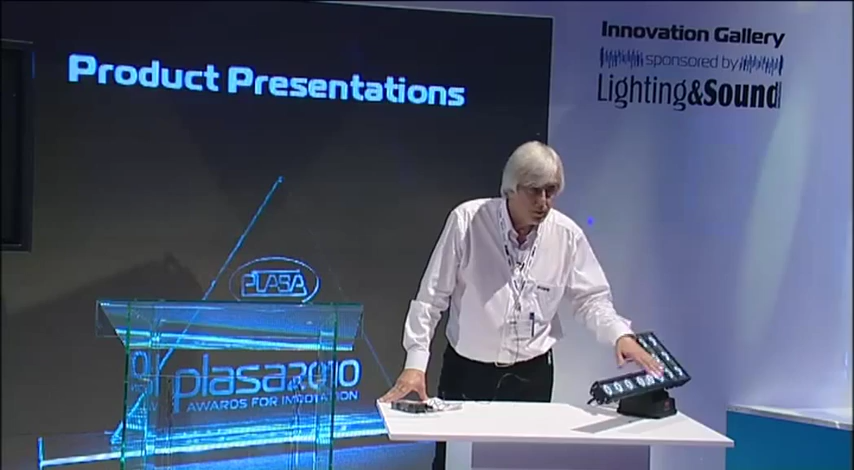 Product Presentations
Innovation Gallery
sponsored by
Lighting&Sound
PLASA
plasa2010
AWARDS FOR INNOVATION